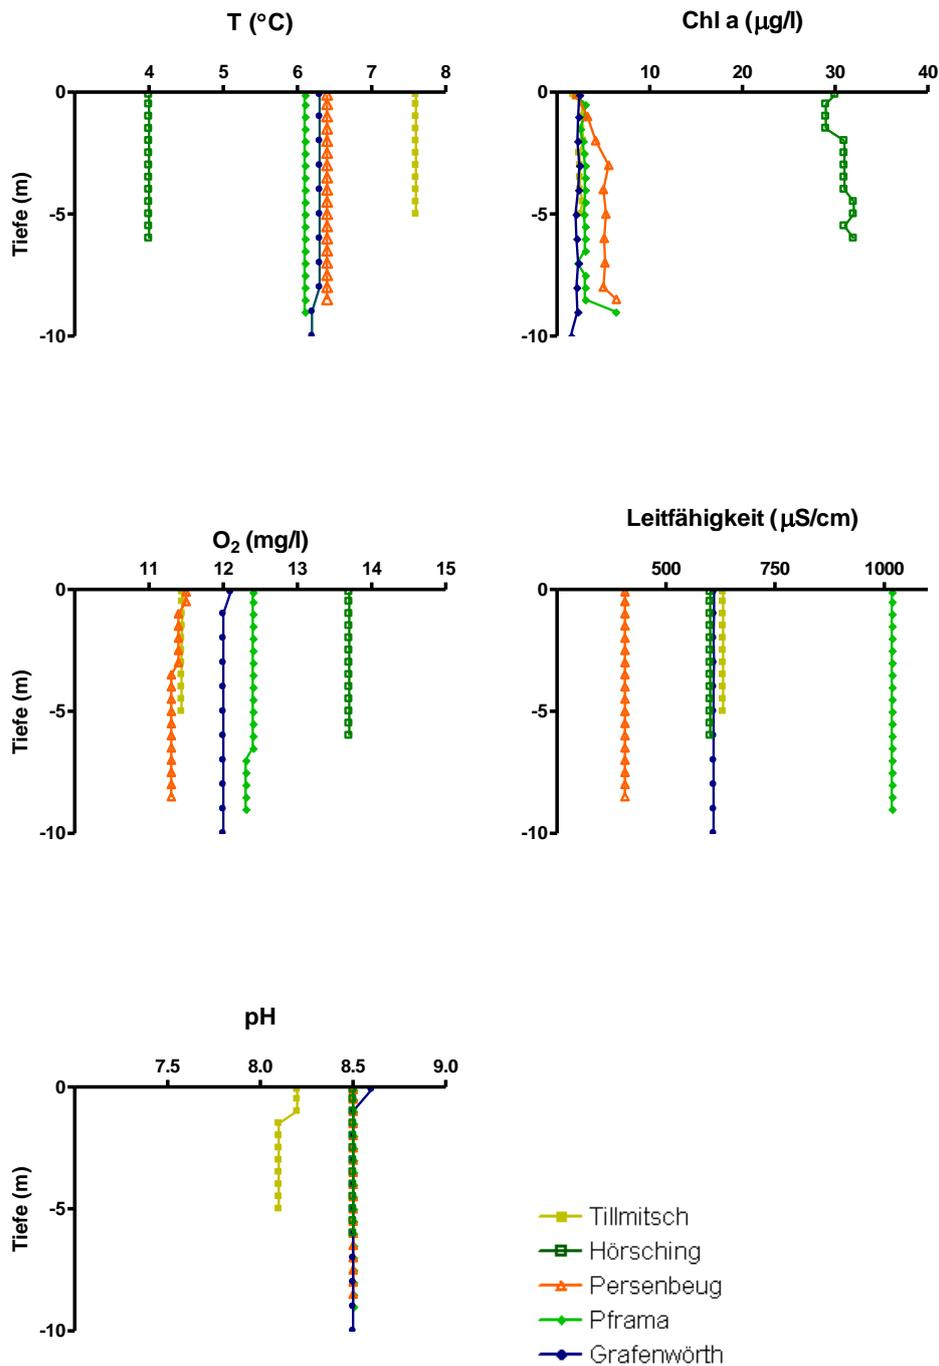 T (°C)
Chl a (µg/l)
4 5 6 7 8
10 20 30 40
0
-5
-10
Tiefe (m)
0
-5
-10
O2 (mg/l)
Leitfähigkeit (µS/cm)
11 12 13 14 15
500 750 1000
0
-5
-10
Tiefe (m)
0
-5
-10
pH
7.5 8.0 8.5 9.0
0
-5
-10
Tiefe (m)
Tillmitsch
Hörsching
Persenbeug
Pframa
Grafenwörth